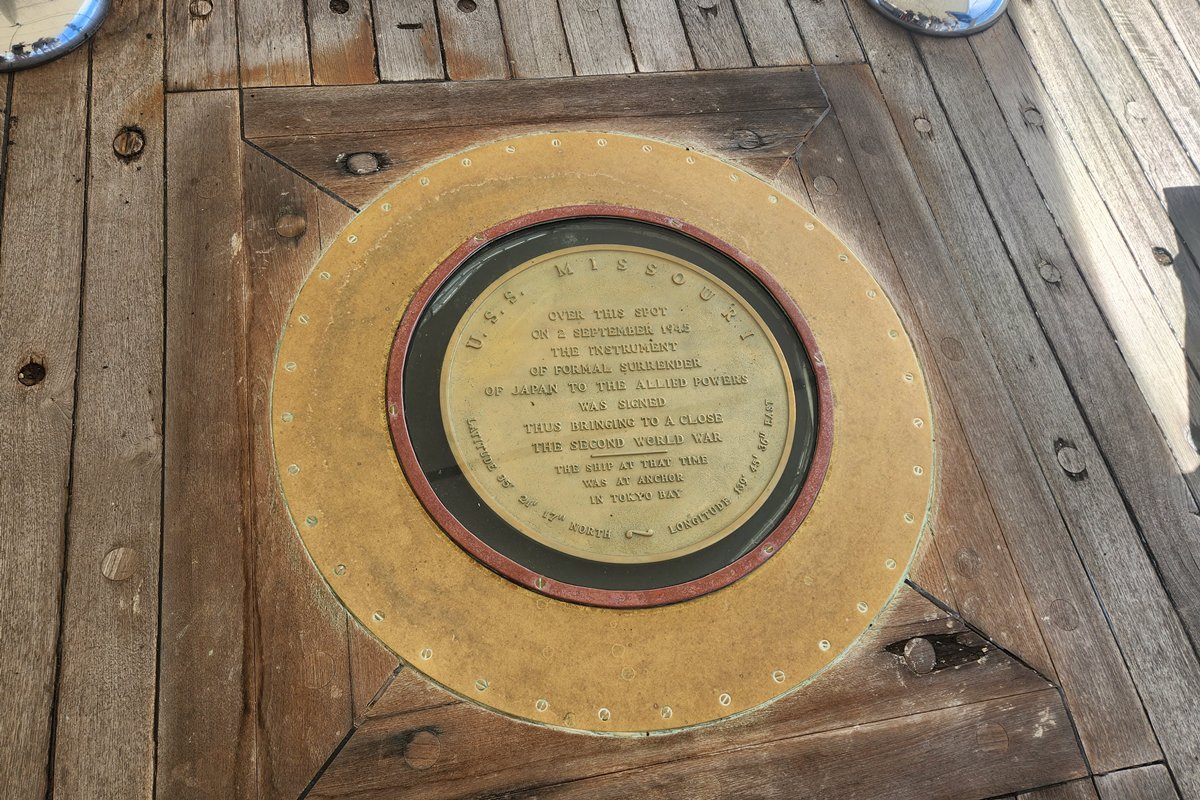 U.S.S. MISSOURI
OVER THIS SPOT
ON 2 SEPTEMBER 1945
THE INSTRUMENT
OF FORMAL SURRENDER
OF JAPAN TO THE ALLIED POWERS
WAS SIGNED
THUS BRINGING TO A CLOSE
THE SECOND WORLD WAR
THE SHIP AT THAT TIME
WAS AT ANCHOR
IN TOKYO BAY
LATITUDE 35° 21' 17" NORTH ~ LONGITUDE 139° 45' 36" EAST